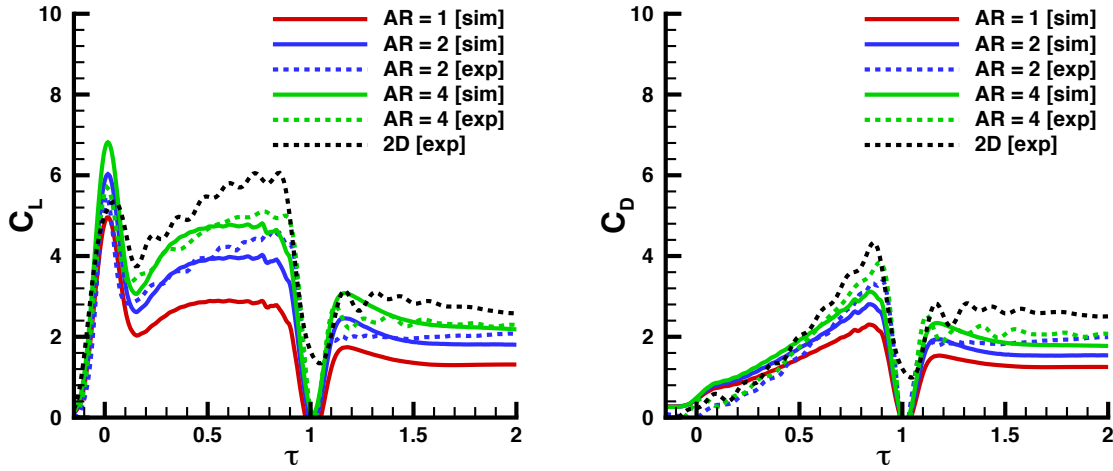 10
8
6
4
2
0
C_L
0
0.5
1
1.5
2
τ
AR = 1 [sim]
AR = 2 [sim]
AR = 2 [exp]
AR = 4 [sim]
AR = 4 [exp]
2D [exp]
10
8
6
4
2
0
C_D
0
0.5
1
1.5
2
τ
AR = 1 [sim]
AR = 2 [sim]
AR = 2 [exp]
AR = 4 [sim]
AR = 4 [exp]
2D [exp]